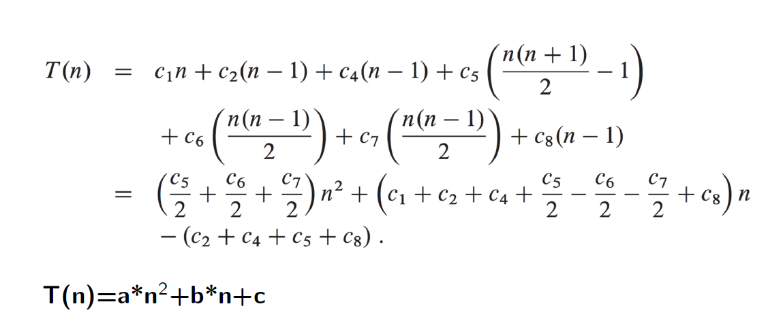 T(n) = c₁n + c₂(n − 1) + c₄(n − 1) + c₅ (n(n + 1)/2 − 1)
+ c₆ (n(n − 1)/2) + c₇ (n(n − 1)/2) + c₈(n − 1)
= (c₅/2 + c₆/2 + c₇/2) n² + (c₁ + c₂ + c₄ + c₅/2 − c₆/2 − c₇/2 + c₈) n
− (c₂ + c₄ + c₅ + c₈) .
T(n)=a*n²+b*n+c